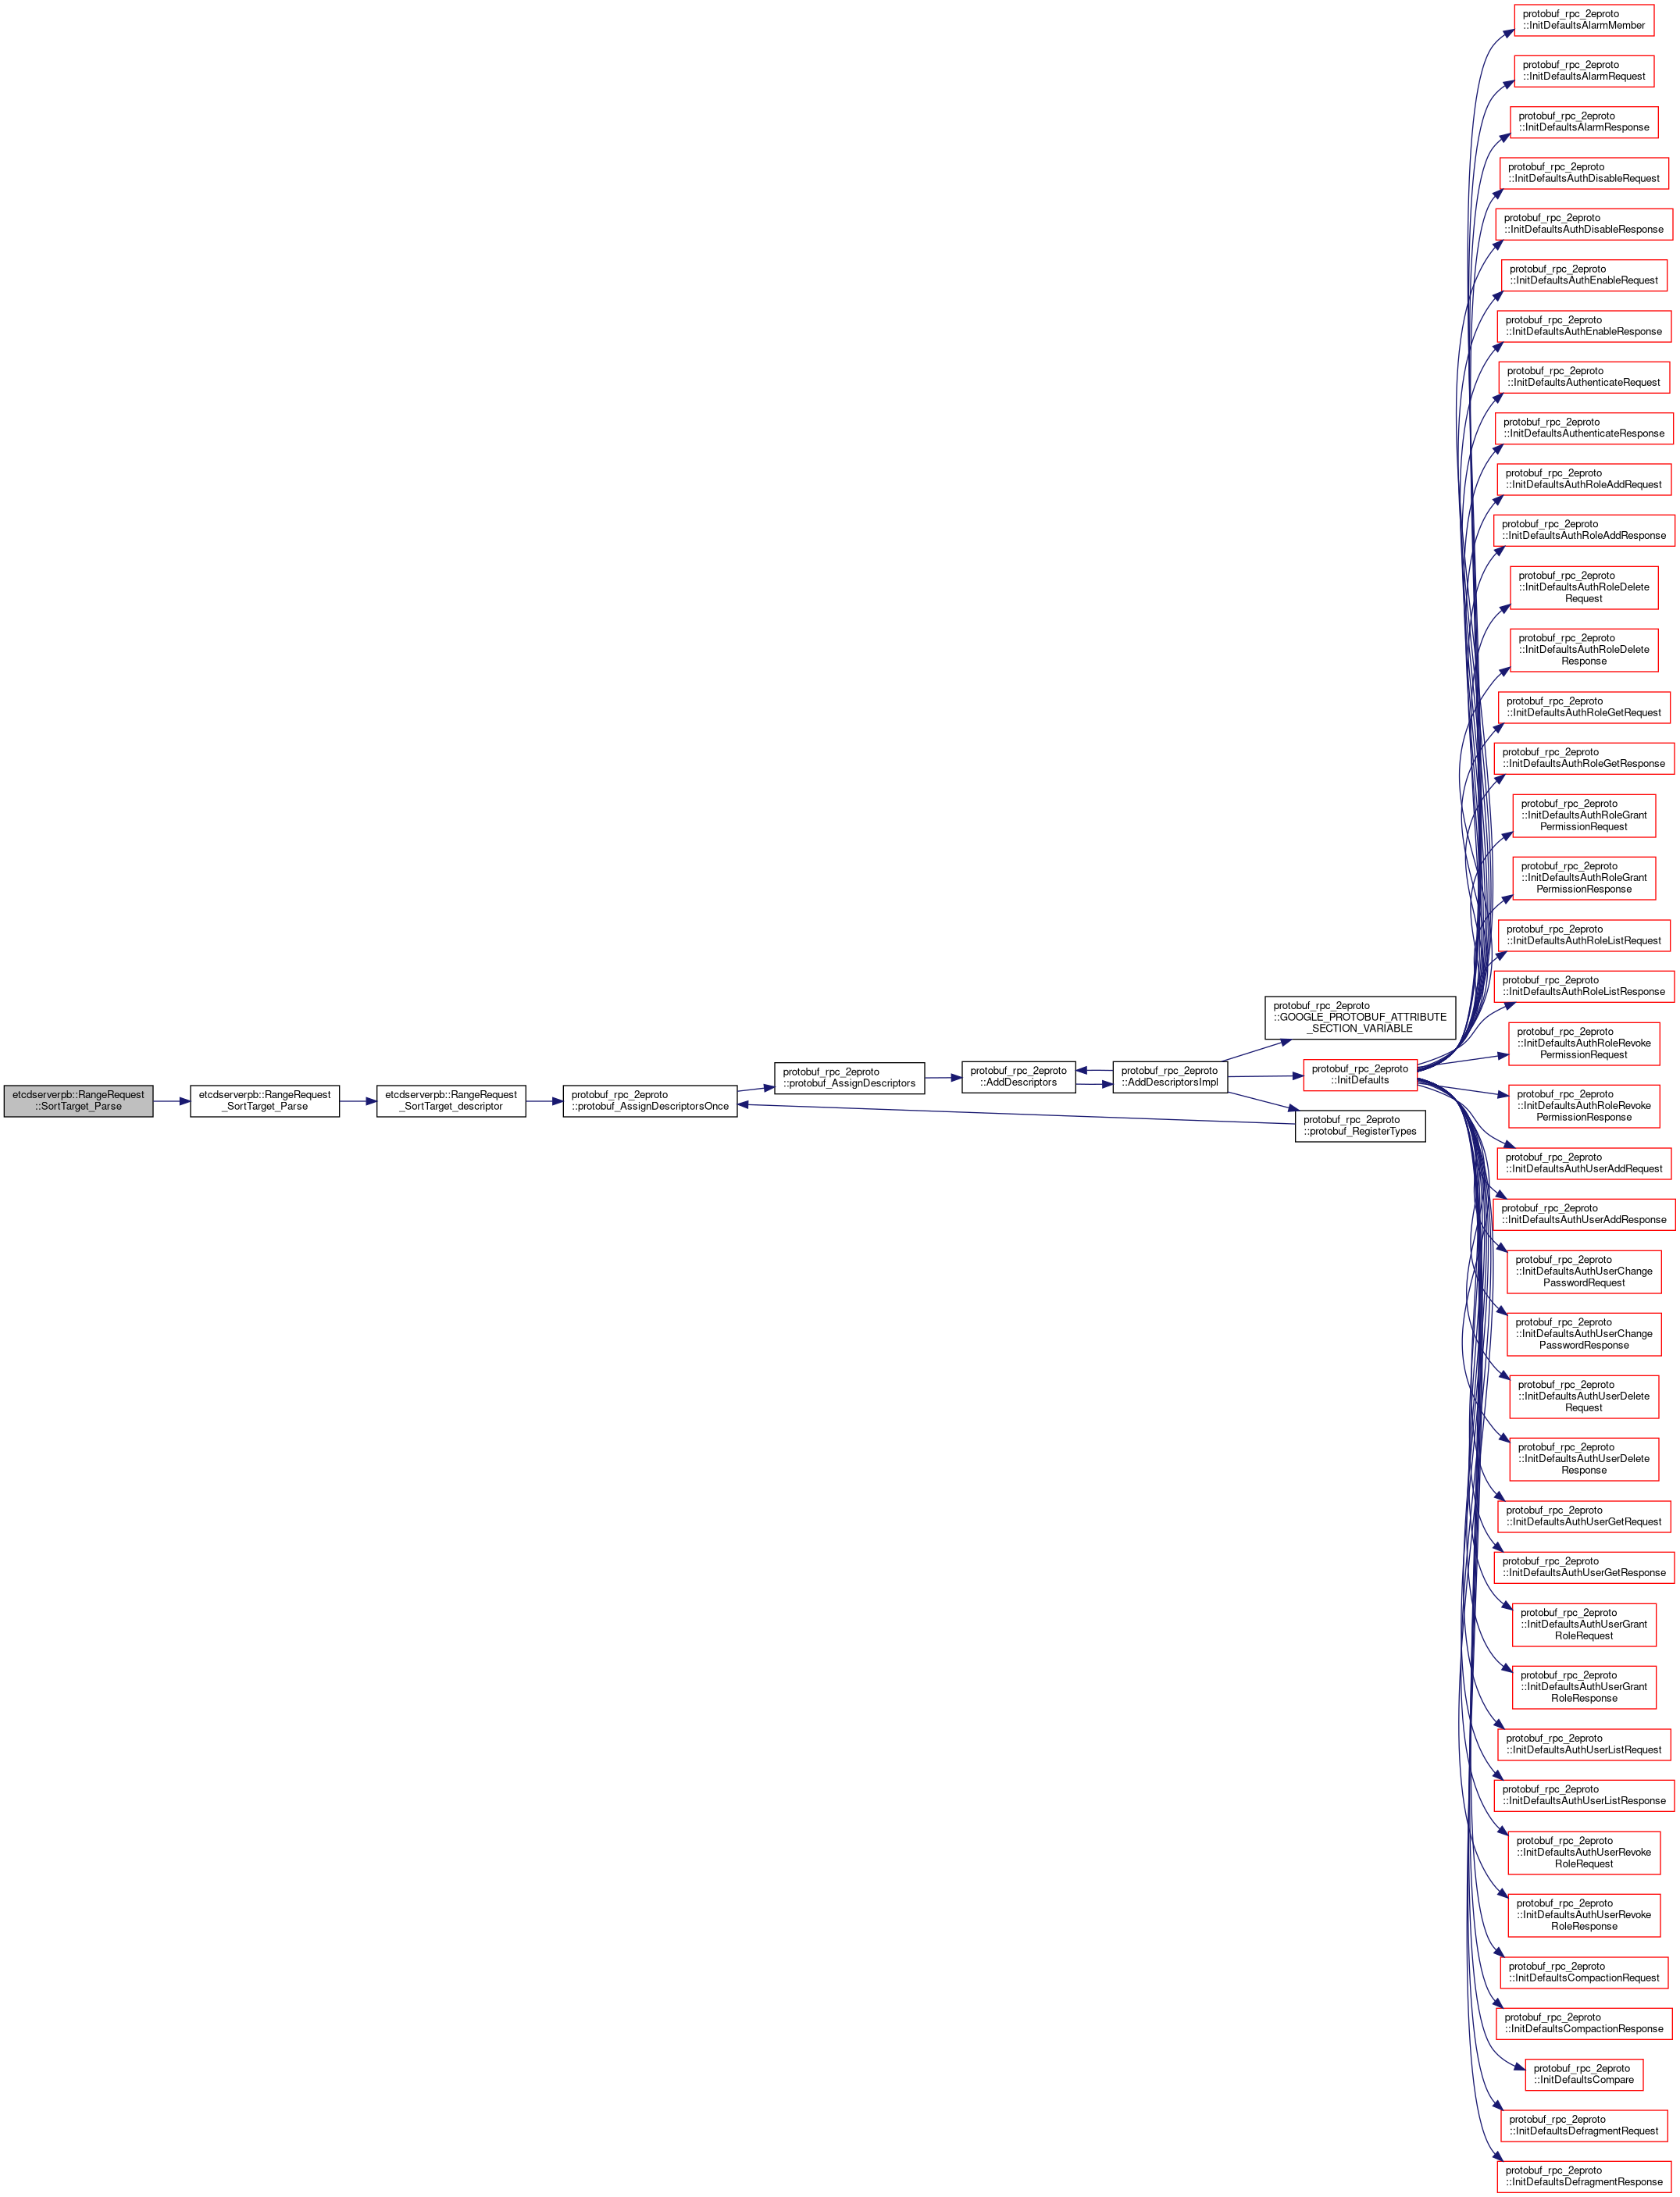 etcdserverpb::RangeRequest
::SortTarget_Parse
etcdserverpb::RangeRequest
_SortTarget_Parse
etcdserverpb::RangeRequest
_SortTarget_descriptor
protobuf_rpc_2eproto
::protobuf_AssignDescriptorsOnce
protobuf_rpc_2eproto
::protobuf_AssignDescriptors
protobuf_rpc_2eproto
::AddDescriptors
protobuf_rpc_2eproto
::AddDescriptorsImpl
protobuf_rpc_2eproto
::GOOGLE_PROTOBUF_ATTRIBUTE
_SECTION_VARIABLE
protobuf_rpc_2eproto
::InitDefaults
protobuf_rpc_2eproto
::protobuf_RegisterTypes
protobuf_rpc_2eproto
::InitDefaultsAlarmMember
protobuf_rpc_2eproto
::InitDefaultsAlarmRequest
protobuf_rpc_2eproto
::InitDefaultsAlarmResponse
protobuf_rpc_2eproto
::InitDefaultsAuthDisableRequest
protobuf_rpc_2eproto
::InitDefaultsAuthDisableResponse
protobuf_rpc_2eproto
::InitDefaultsAuthEnableRequest
protobuf_rpc_2eproto
::InitDefaultsAuthEnableResponse
protobuf_rpc_2eproto
::InitDefaultsAuthenticateRequest
protobuf_rpc_2eproto
::InitDefaultsAuthenticateResponse
protobuf_rpc_2eproto
::InitDefaultsAuthRoleAddRequest
protobuf_rpc_2eproto
::InitDefaultsAuthRoleAddResponse
protobuf_rpc_2eproto
::InitDefaultsAuthRoleDelete
Request
protobuf_rpc_2eproto
::InitDefaultsAuthRoleDelete
Response
protobuf_rpc_2eproto
::InitDefaultsAuthRoleGetRequest
protobuf_rpc_2eproto
::InitDefaultsAuthRoleGetResponse
protobuf_rpc_2eproto
::InitDefaultsAuthRoleGrant
PermissionRequest
protobuf_rpc_2eproto
::InitDefaultsAuthRoleGrant
PermissionResponse
protobuf_rpc_2eproto
::InitDefaultsAuthRoleListRequest
protobuf_rpc_2eproto
::InitDefaultsAuthRoleListResponse
protobuf_rpc_2eproto
::InitDefaultsAuthRoleRevoke
PermissionRequest
protobuf_rpc_2eproto
::InitDefaultsAuthRoleRevoke
PermissionResponse
protobuf_rpc_2eproto
::InitDefaultsAuthUserAddRequest
protobuf_rpc_2eproto
::InitDefaultsAuthUserAddResponse
protobuf_rpc_2eproto
::InitDefaultsAuthUserChange
PasswordRequest
protobuf_rpc_2eproto
::InitDefaultsAuthUserChange
PasswordResponse
protobuf_rpc_2eproto
::InitDefaultsAuthUserDelete
Request
protobuf_rpc_2eproto
::InitDefaultsAuthUserDelete
Response
protobuf_rpc_2eproto
::InitDefaultsAuthUserGetRequest
protobuf_rpc_2eproto
::InitDefaultsAuthUserGetResponse
protobuf_rpc_2eproto
::InitDefaultsAuthUserGrant
RoleRequest
protobuf_rpc_2eproto
::InitDefaultsAuthUserGrant
RoleResponse
protobuf_rpc_2eproto
::InitDefaultsAuthUserListRequest
protobuf_rpc_2eproto
::InitDefaultsAuthUserListResponse
protobuf_rpc_2eproto
::InitDefaultsAuthUserRevoke
RoleRequest
protobuf_rpc_2eproto
::InitDefaultsAuthUserRevoke
RoleResponse
protobuf_rpc_2eproto
::InitDefaultsCompactionRequest
protobuf_rpc_2eproto
::InitDefaultsCompactionResponse
protobuf_rpc_2eproto
::InitDefaultsCompare
protobuf_rpc_2eproto
::InitDefaultsDefragmentRequest
protobuf_rpc_2eproto
::InitDefaultsDefragmentResponse